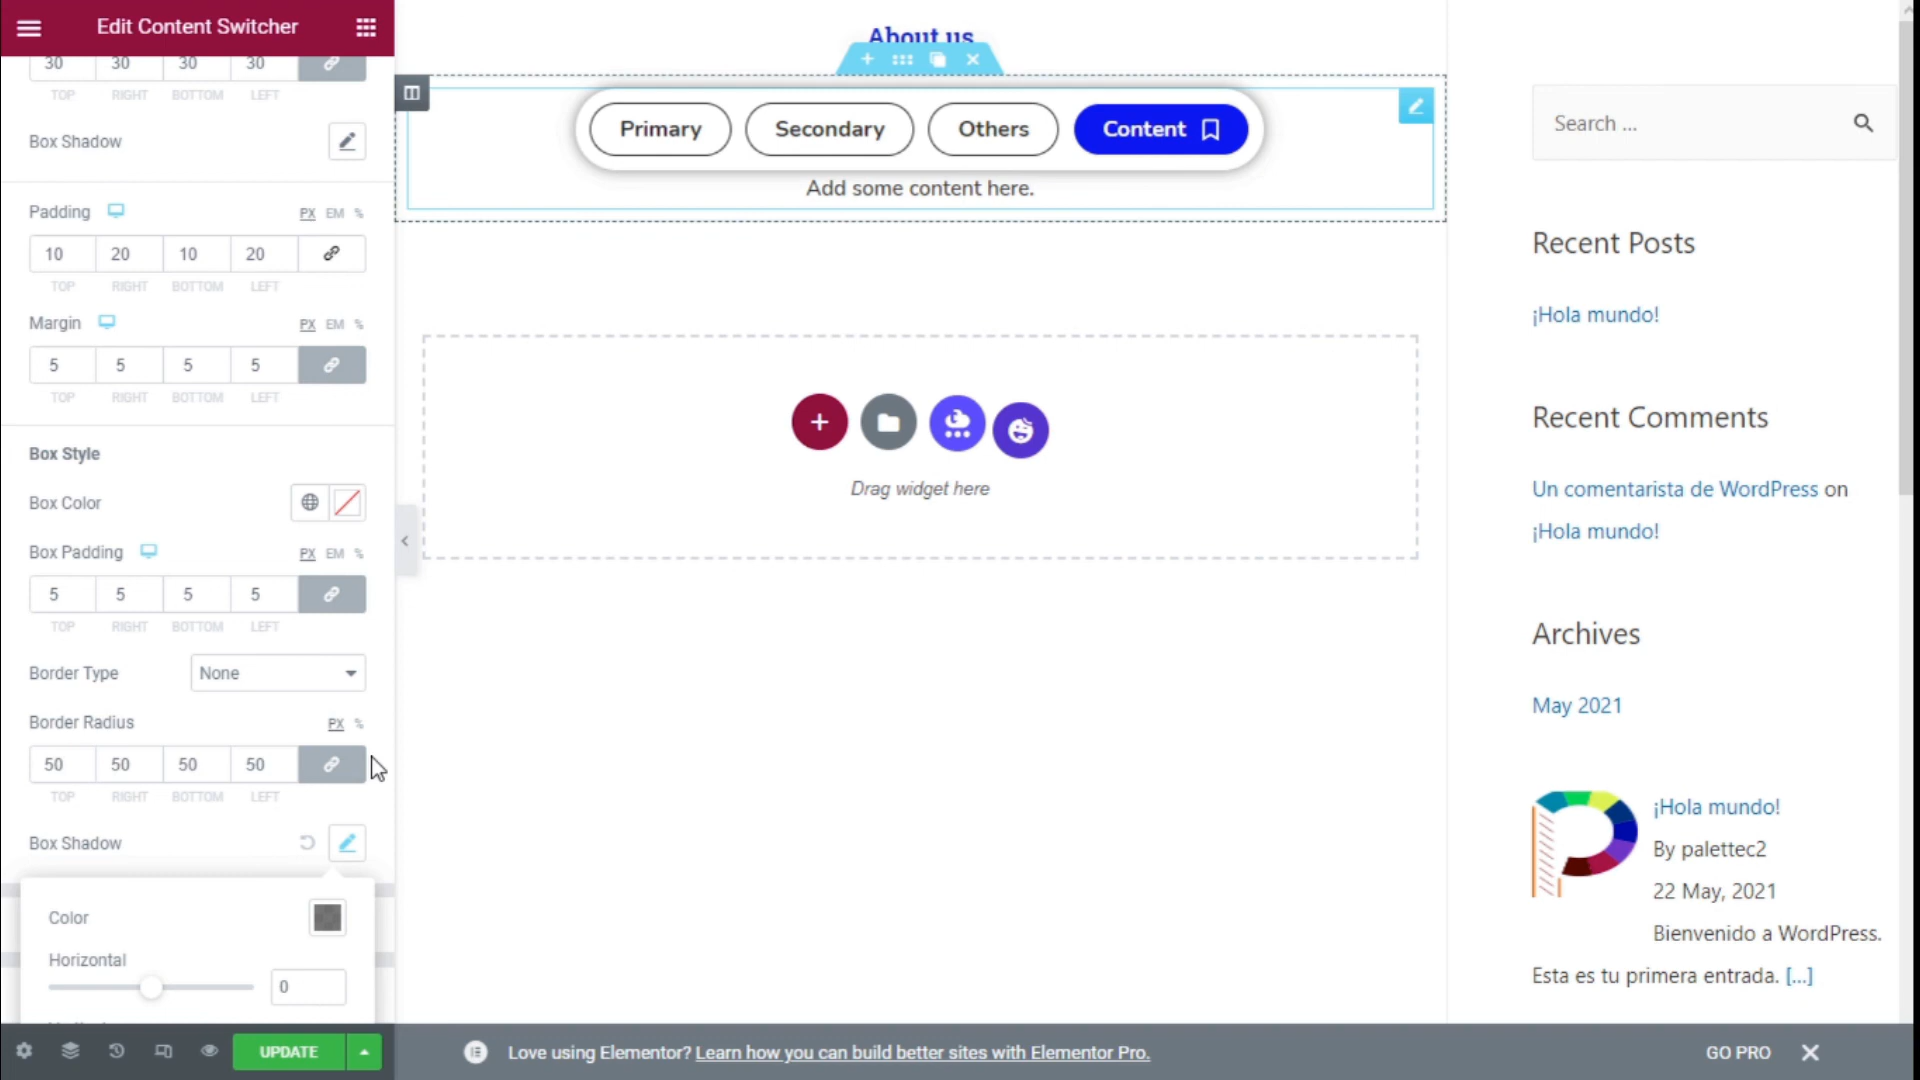 Edit Content Switcher
30 30 30 30
TOP RIGHT BOTTOM LEFT
Box Shadow
Padding PX EM %
10 20 10 20
TOP RIGHT BOTTOM LEFT
Margin PX EM %
5 5 5 5
TOP RIGHT BOTTOM LEFT
Box Style
Box Color
Box Padding PX EM %
5 5 5 5
TOP RIGHT BOTTOM LEFT
Border Type None
Border Radius PX %
50 50 50 50
TOP RIGHT BOTTOM LEFT
Box Shadow
Color
Horizontal
0
UPDATE
About us
Primary Secondary Others Content
Add some content here.
Drag widget here
Search ...
Recent Posts
¡Hola mundo!
Recent Comments
Un comentarista de WordPress on
¡Hola mundo!
Archives
May 2021
¡Hola mundo!
By palettec2
22 May, 2021
Bienvenido a WordPress.
Esta es tu primera entrada. [...]
Love using Elementor? Learn how you can build better sites with Elementor Pro.
GO PRO